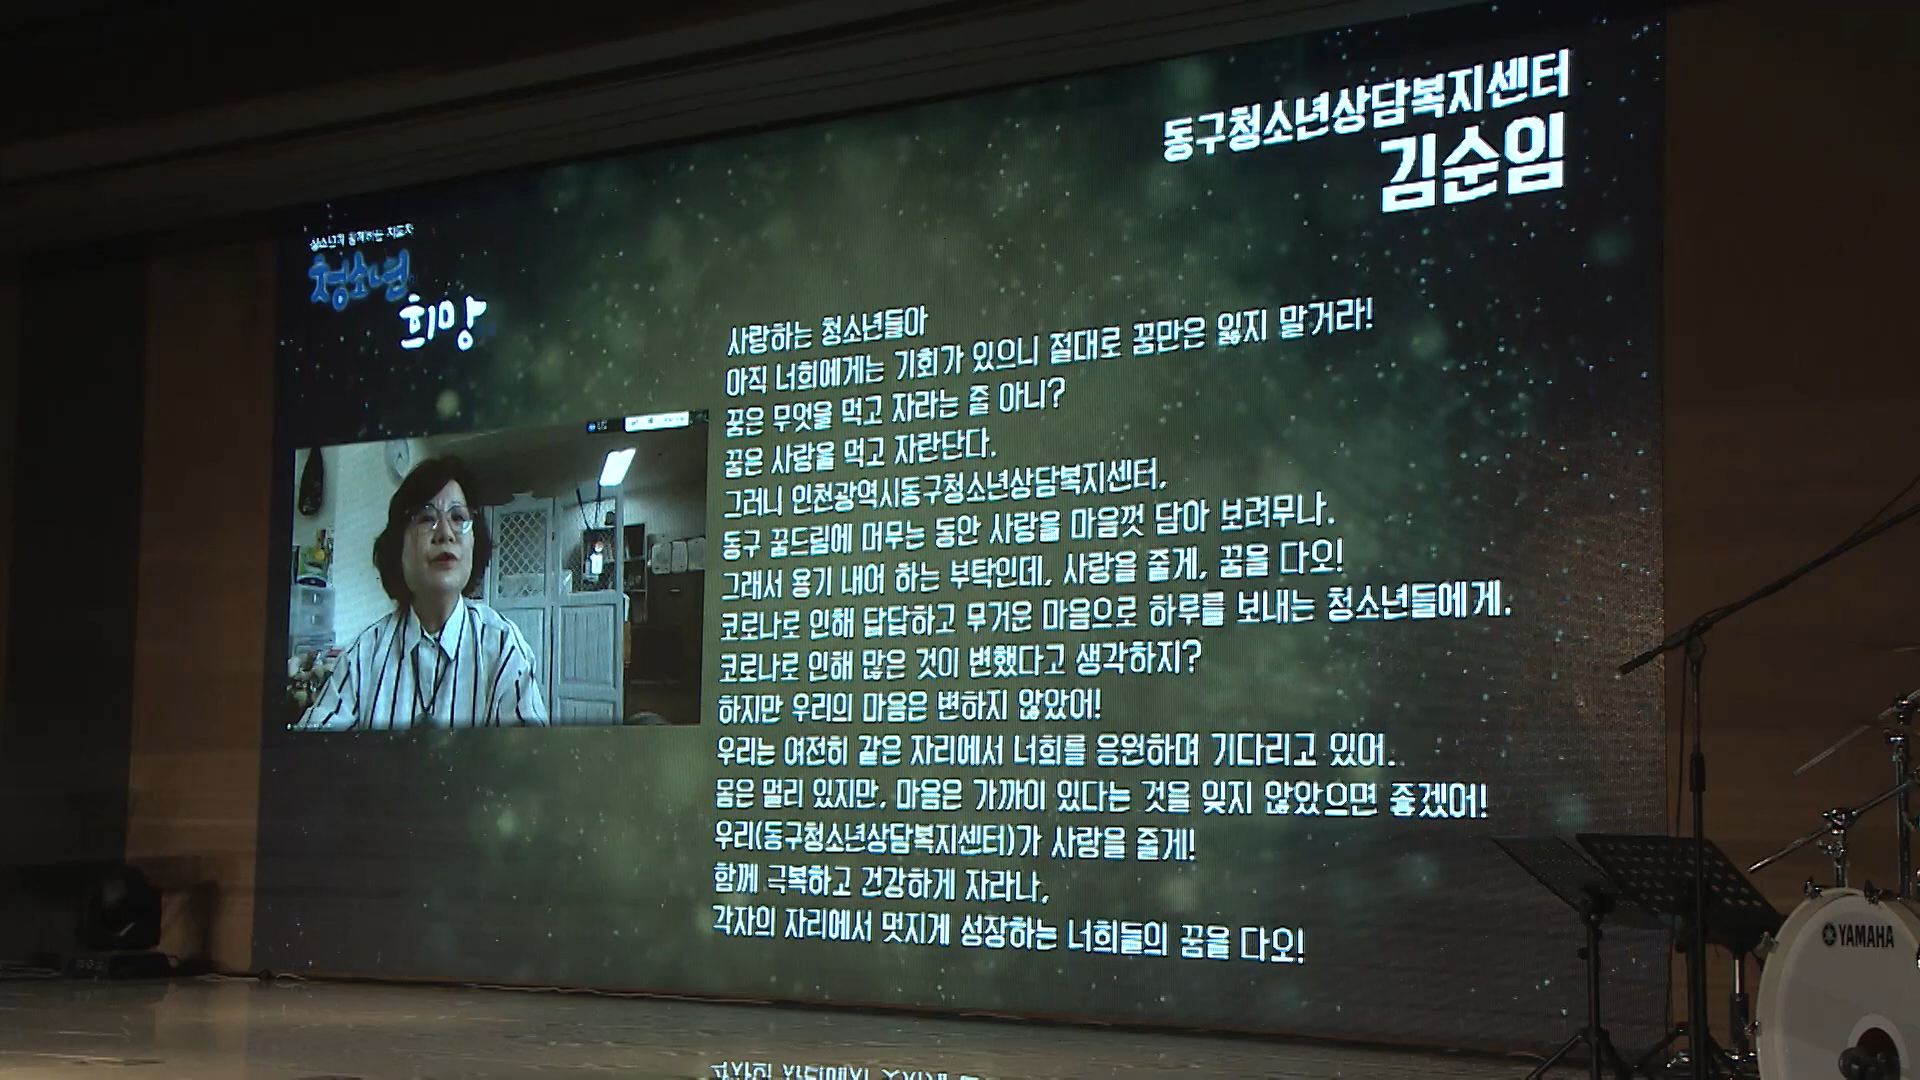 동구청소년상담복지센터
김순임
청소년과 함께하는 지도자
청소년
희망
사랑하는 청소년들아
아직 너희에게는 기회가 있으니 절대로 꿈만은 잃지 말거라!
꿈은 무엇을 먹고 자라는 줄 아니?
꿈은 사랑을 먹고 자란단다.
그러니 인천광역시동구청소년상담복지센터,
동구 꿈드림에 머무는 동안 사랑을 마음껏 담아 보려무나.
그래서 용기 내어 하는 부탁인데, 사랑을 줄게, 꿈을 다오!
코로나로 인해 답답하고 무거운 마음으로 하루를 보내는 청소년들에게.
코로나로 인해 많은 것이 변했다고 생각하지?
하지만 우리의 마음은 변하지 않았어!
우리는 여전히 같은 자리에서 너희를 응원하며 기다리고 있어.
몸은 멀리 있지만, 마음은 가까이 있다는 것을 잊지 않았으면 좋겠어!
우리(동구청소년상담복지센터)가 사랑을 줄게!
함께 극복하고 건강하게 자라나,
각자의 자리에서 멋지게 성장하는 너희들의 꿈을 다오!
YAMAHA